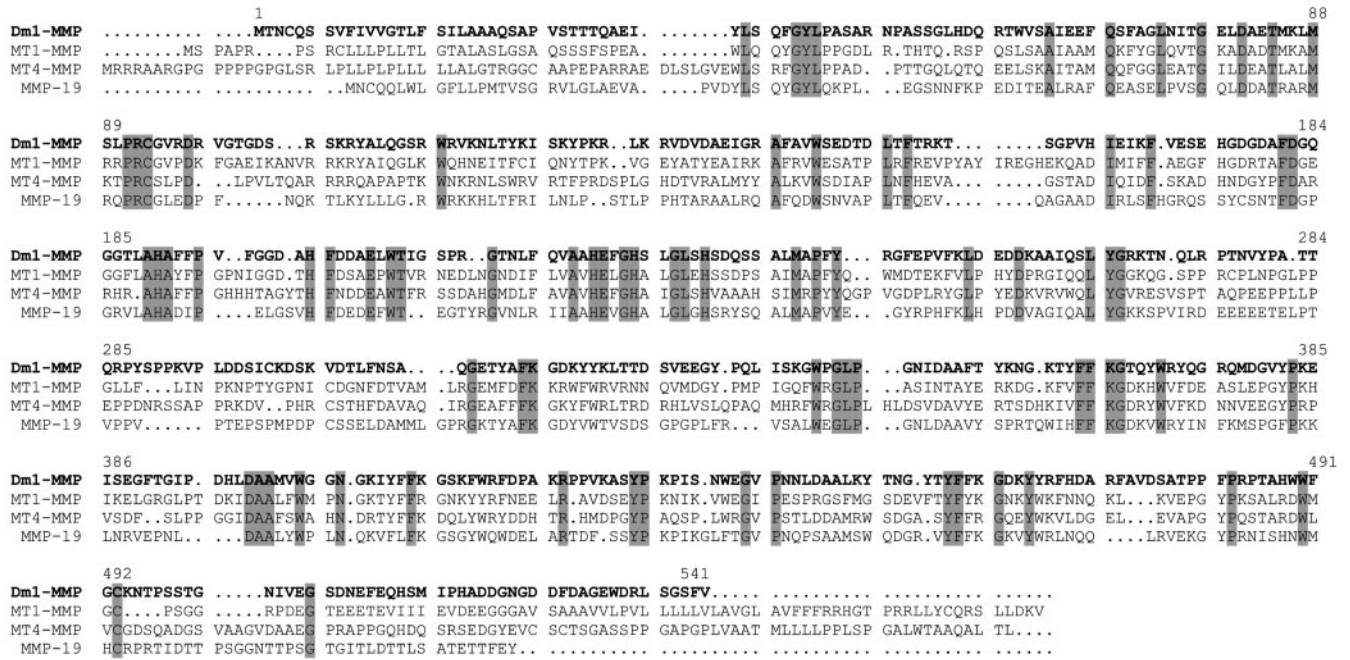 1 88
Dm1-MMP .......... .....MTNCQSS SVFIVVGTLF SILAAAQSAP VSTTTQAEI. .......YLS QFGYLPASAR NPASSGLHDQ RTWVSAIEEF QSFAGLNITG ELDAETMKLM
MT1-MMP ........MS PAPR....PS RCLLLPLLTL GTALASLGSA QSSSFSPEA. .......WLQ QYGYLPPGDL R.THTQ.RSP QSLSAAIAAM QKFYGLQVTG KADADTMKAM
MT4-MMP MRRRAARGPG PPPPGPGLSR LPLLPLPLLL LLALGTRGGC AAPEPARRAE DLSLGVEWLS RFGYLPPAD. .PTTGQLQTQ EELSKAITAM QQFGGLEATG ILDEATLALM
MMP-19 .......... .....MNCQQLWLG FLLPMTVSG RVLGLAEVA. ....PVDYLS QYGYLQKPL. ..EGSNNFKP EDITEALRAF QEASELPVSG QLDDATRARM
89 184
Dm1-MMP SLPRCGVRDR VGTGDS...R SKRYALQGSR WRVKNLTYKI SKYPKR..LK RVDVDAEIGR AFAVWSEDTD LTFTRKT... ...SGPVH IEIKF.VESE HGDGDAFDGQ
MT1-MMP RRPRCGVPDK FGAEIKANVR RKRYAIQGLK WQHNEITFCI QNYTPK..VG EYATYEAIRK AFRVWESATP LRFREVPYAY IREGHEKQAD IMIFF.AEGF HGDRTAFDGE
MT4-MMP KTPRCSLPD. .LPVLTQAR RRRQAPAPTK WNKRNLSWRV RTFPRDSPLG HDTVRALMYY ALKVWSDIAP LNFHEVA... ....GSTAD IQIDF.SKAD HNDGYPFDAR
MMP-19 RQPRCGLEDP F.....NQK TLKYLLLG.R WRKKHLTFRI LNLP..STLP PHTARAALRQ AFQDWSNVAP LTFQEV.... ....QAGAAD IRLSFHGRQS SYCSNTFDGP
185 284
Dm1-MMP GGTLAHAFFP V..FGGD.AH FDDAELWTIG SPR..GTNLF QVAAHEFGHS LGLSHSDQSS ALMAPFY... RGFEPVFKLD EDDKAAIQSL YGRKTN.QLR PTNVYPA.TT
MT1-MMP GGFLAHAYFP GPNIGGD.TH FDSAEPWTVR NEDLNGNDIF LVAVHELGHA LGLEHSSDPS AIMAPFYQ.. WMDTEKFVLP HYDPRGIQQL YGGKQG.SPP RCPLNPGLPP
MT4-MMP RHR.AHAFFP GHHHTAGYTH FNDDEAWTFR SSDAHGMDLF AVAVHEFGHA IGLSHVAAAH SIMRPYYQGP VGDPLRYGLP YEDKVRVWQL YGVRESVSPT AQPEEPPLLP
MMP-19 GRVLAHADIP ...ELGSVH FDEDEFWTE. .EGTYRGVNLR IIAAHEVGHA LGLGHSRYSQ ALMAPVYE.. .GYRPHFKLH PDDVAGIQAL YGKKSPVIRD EEEEETELPT
285 385
Dm1-MMP QRPYSPPKVP LDDSICKDSK VDTLFNSA.. .QGETYAFK GDKYYKLTTD SVEEGY.PQL ISKGWPGLP. .GNIDAAFT YKNG.KTYFF KGTQYWRYQG RQMDGVYPKE
MT1-MMP GLLF...LIN PKNPTYGPNI CDGNFDTVAM .LRGEMFDFK KRWFWRVRNN QVMDGY.PMP IGQFWRGLP. .ASINTAYE RKDG.KFVFF KGDKHWVFDE ASLEPGYPKH
MT4-MMP EPPDNRSSAP PRKDV..PHR CSTHFDAVAQ .IRGEAFFFK GKYFWRLTRD RHLVSLQPAQ MHRFWRGLPL HLDSVDAVYE RTSDHKIVFF KGDRYWVFKD NNVEEGYPRP
MMP-19 VPPV...... PTEPSPMPDP CSSELDAMML GPRGKTYAFK GDYVWTVSDS GPGPLFR... VSALWEGLP. .GNLDAAVY SPRTQWIHFF KGDKVWRYIN FKMSPGFPKK
386 491
Dm1-MMP ISEGFTGIP. DHLDAAMVWG GN.GKIYFFK GSKFWRFDPA KRPPVKASYP KPIS.NWEGV PNNLDAALKY TNG.YTYFFK GDKYYRFHDA RFAVDSATPP FPRPTAHWWF
MT1-MMP IKELGRGLPT DKIDAALFWM PN.GKTYFFR GNKYYRFNEE LR.AVDSEYP KNIK.VWEGI PESPRGSFMG SDEVFTYFYK GNKYWKFNNQ KL...KVEPG YPKSALRDWM
MT4-MMP VSDF..SLPP GGIDAAFSWA HN.DRTYFFK DQLYWRYDDH TR.HMDPGYP AQSP.LWRGV PSTLDDAMRW SDGA.SYFFR GQEYWKVLDG EL...EVAPG YPQSTARDWL
MMP-19 LNRVEPNL.. ...DAALYWP LN.QKVFLFK GSGYWQWDEL ARTDF.SSYP KPIKGLFTGV PNQPSAAMSW QDGR.VYFFK GKVYWRLNQQ ....LRVEKG YPRNISHNWM
492 541
Dm1-MMP GCKNTPSSTG .....NIVEG SDNEFEQHSM IPHADDGNGD DFDAGEWDRL SGSFV..... .......... .......... ....
MT1-MMP GC....PSGG .....RPDEG TEEETEVIII EVDEEGGGAV SAAAVVLPVL LLLLVLAVGL AVFFFRRHGT PRRLLYCQRS SLLDKV
MT4-MMP VCGDSQADGS VAAGVDAAEG PRAPPGQHDQ SRSEDGYEVC SCTSGASSPP GAPGPLVAAT MLLLLPPLSP GALWTAAQAL TL....
MMP-19 HCRPRTIDTT PSGGNTTPSG TGITLDTTLS ATETTFEY.. .......... .......... .......... ..........